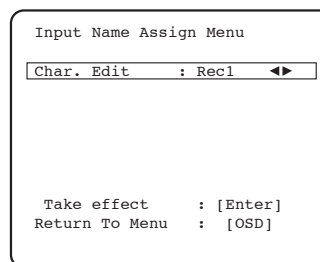 Input Name Assign Menu
Char. Edit : Rec1 ◄►
Take effect : [Enter]
Return To Menu : [OSD]